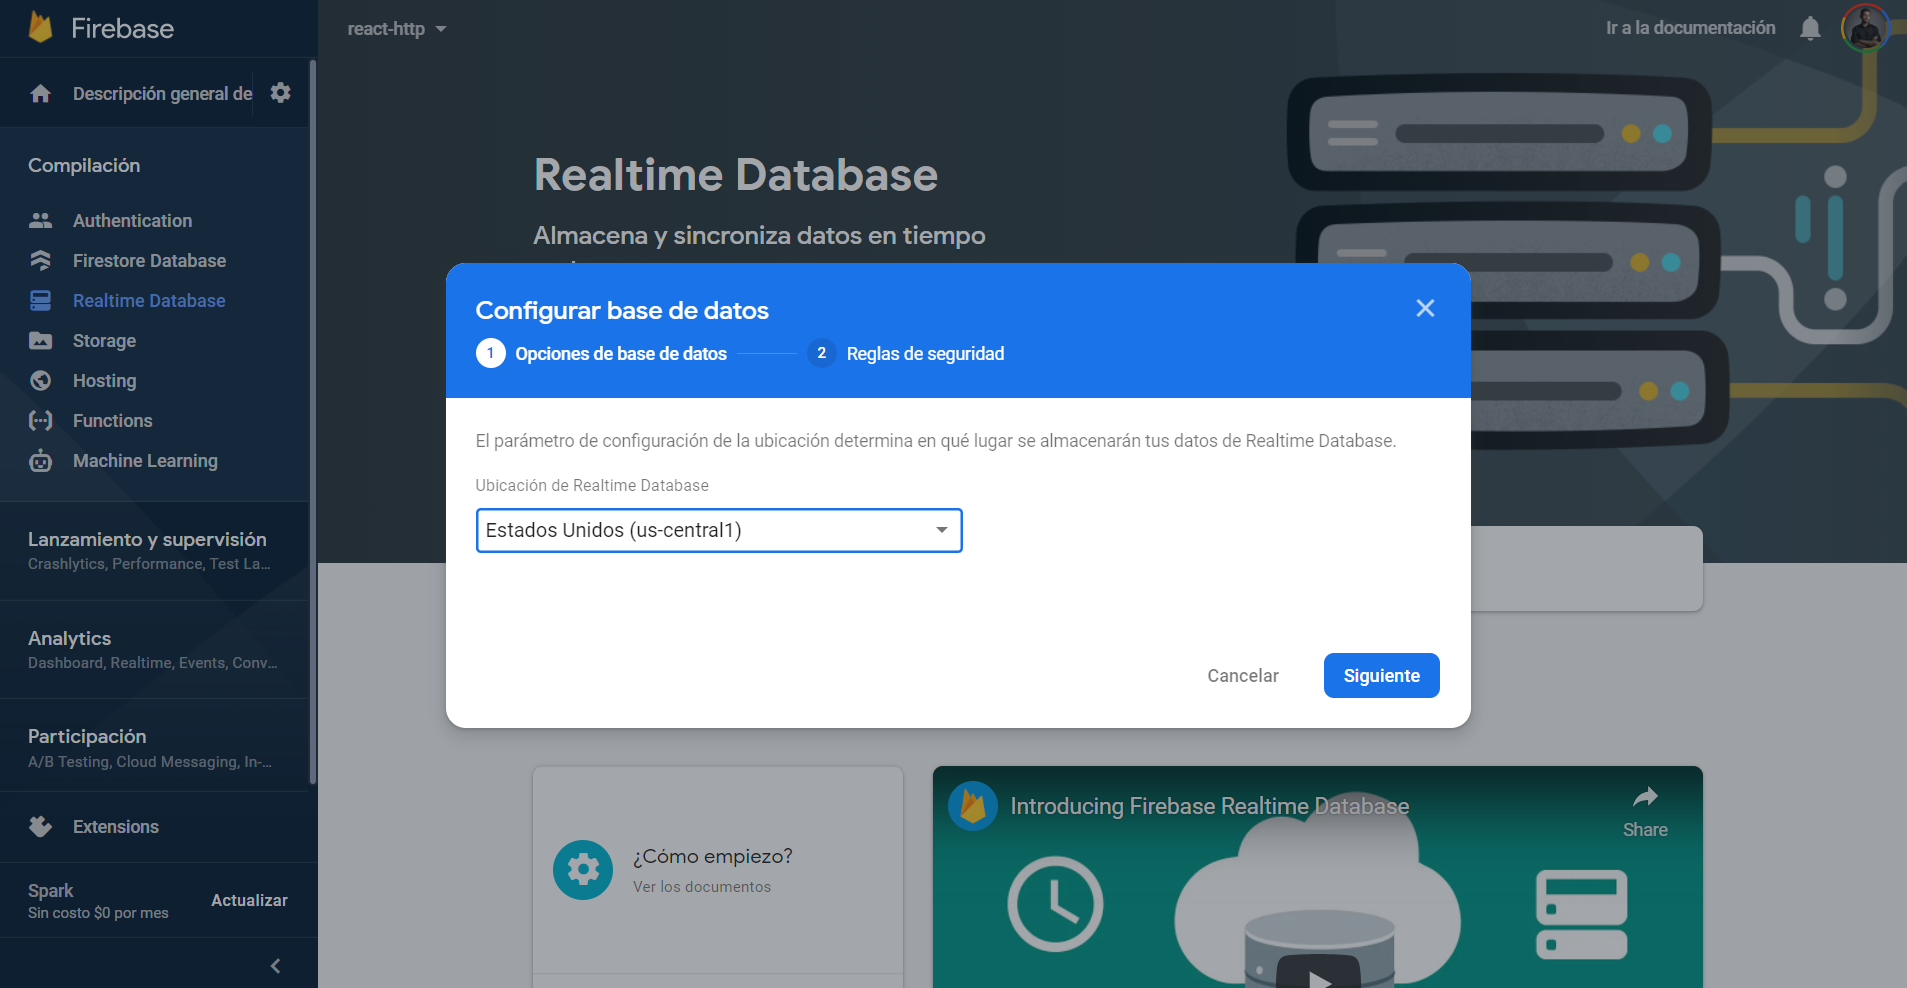 Firebase
react-http
Ir a la documentación
Descripción general de
Compilación
Authentication
Firestore Database
Realtime Database
Storage
Hosting
Functions
Machine Learning
Lanzamiento y supervisión
Crashlytics, Performance, Test La...
Analytics
Dashboard, Realtime, Events, Conv...
Participación
A/B Testing, Cloud Messaging, In-...
Extensions
Spark
Sin costo $0 por mes
Actualizar
Realtime Database
Almacena y sincroniza datos en tiempo
Configurar base de datos
1 Opciones de base de datos
2 Reglas de seguridad
El parámetro de configuración de la ubicación determina en qué lugar se almacenarán tus datos de Realtime Database.
Ubicación de Realtime Database
Estados Unidos (us-central1)
Cancelar
Siguiente
¿Cómo empiezo?
Ver los documentos
Introducing Firebase Realtime Database
Share